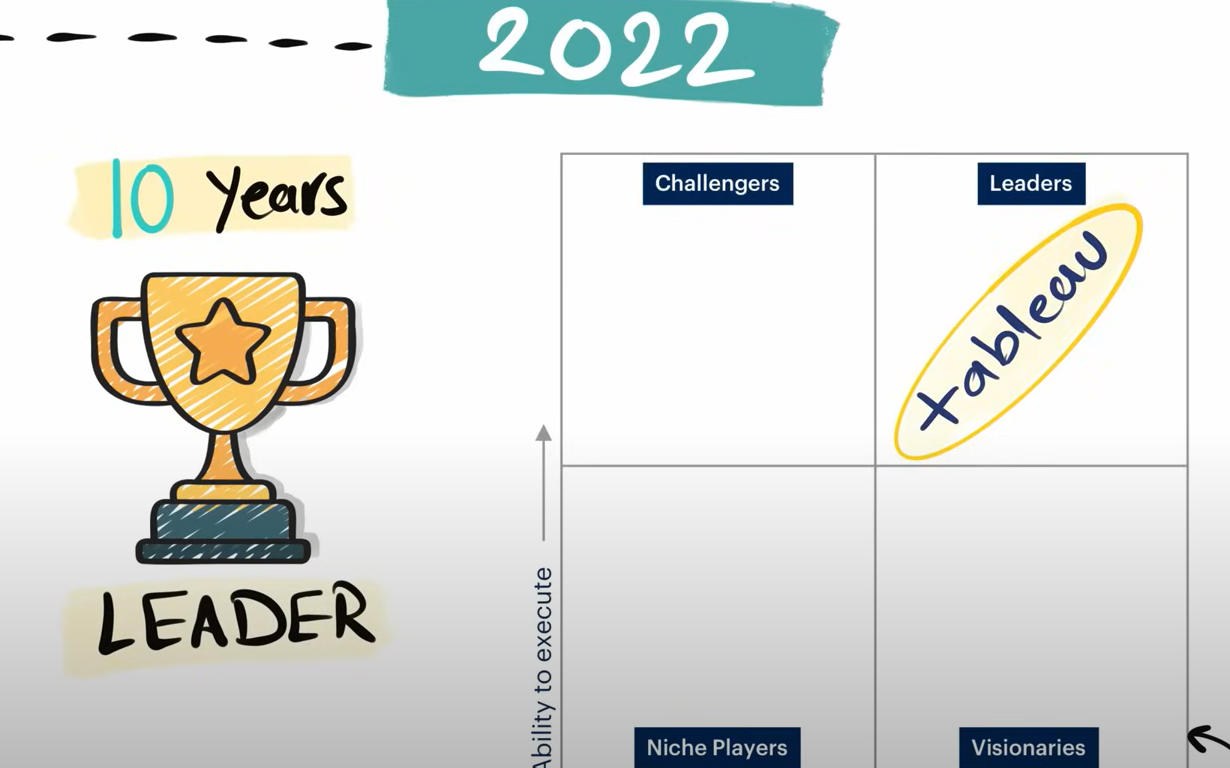 2022
10 Years
LEADER
Challengers
Leaders
tableau
Ability to execute
Niche Players
Visionaries